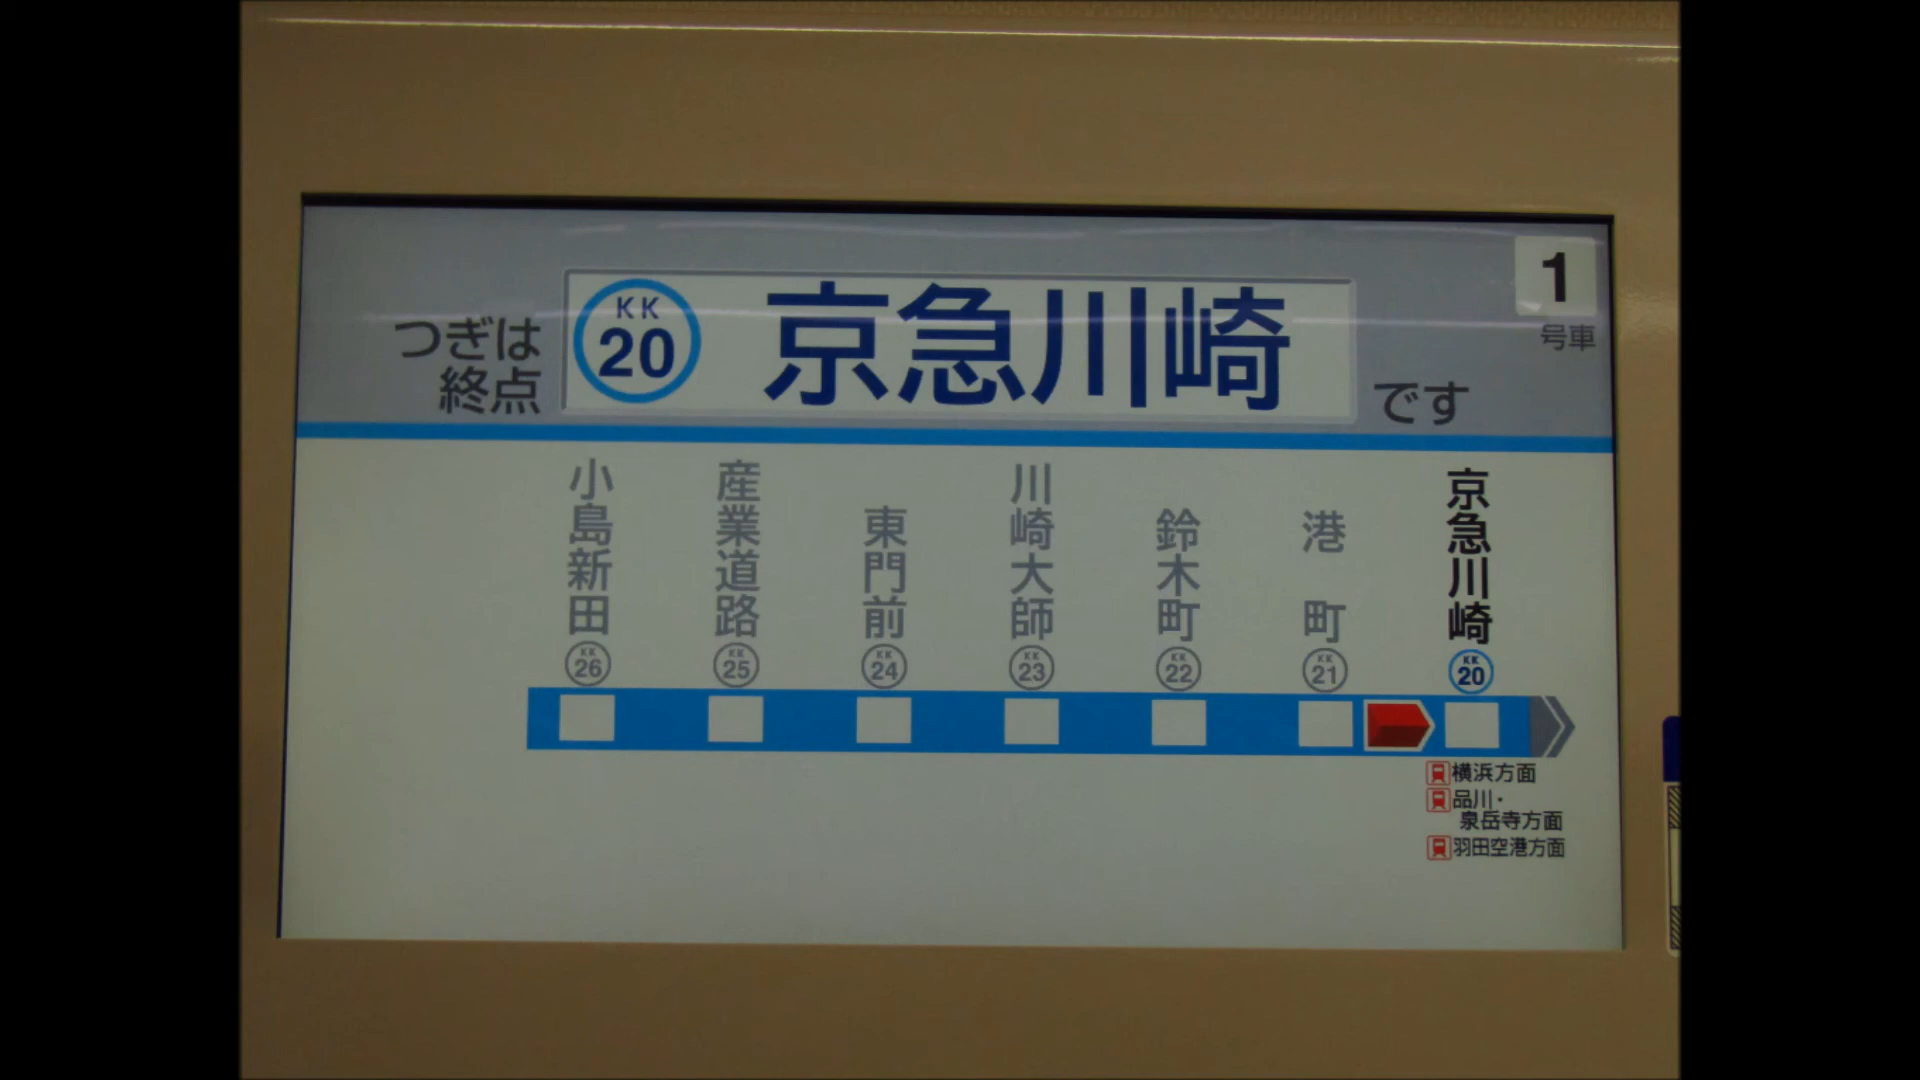 つぎは
終点
KK
20
京急川崎
です
1
号車
小島新田
KK
26
産業道路
KK
25
東門前
KK
24
川崎大師
KK
23
鈴木町
KK
22
港町
KK
21
京急川崎
KK
20
横浜方面
品川・
泉岳寺方面
羽田空港方面